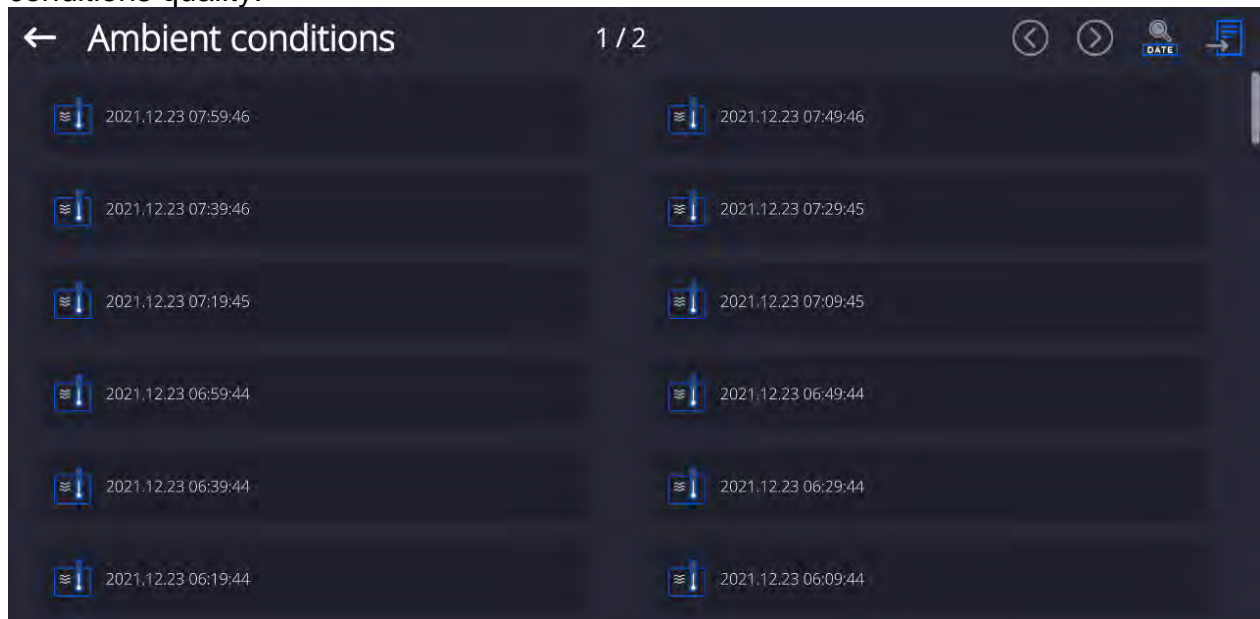 conditions quality.
Ambient conditions 1 / 2 DATE
2021.12.23 07:59:46 2021.12.23 07:49:46
2021.12.23 07:39:46 2021.12.23 07:29:45
2021.12.23 07:19:45 2021.12.23 07:09:45
2021.12.23 06:59:44 2021.12.23 06:49:44
2021.12.23 06:39:44 2021.12.23 06:29:44
2021.12.23 06:19:44 2021.12.23 06:09:44